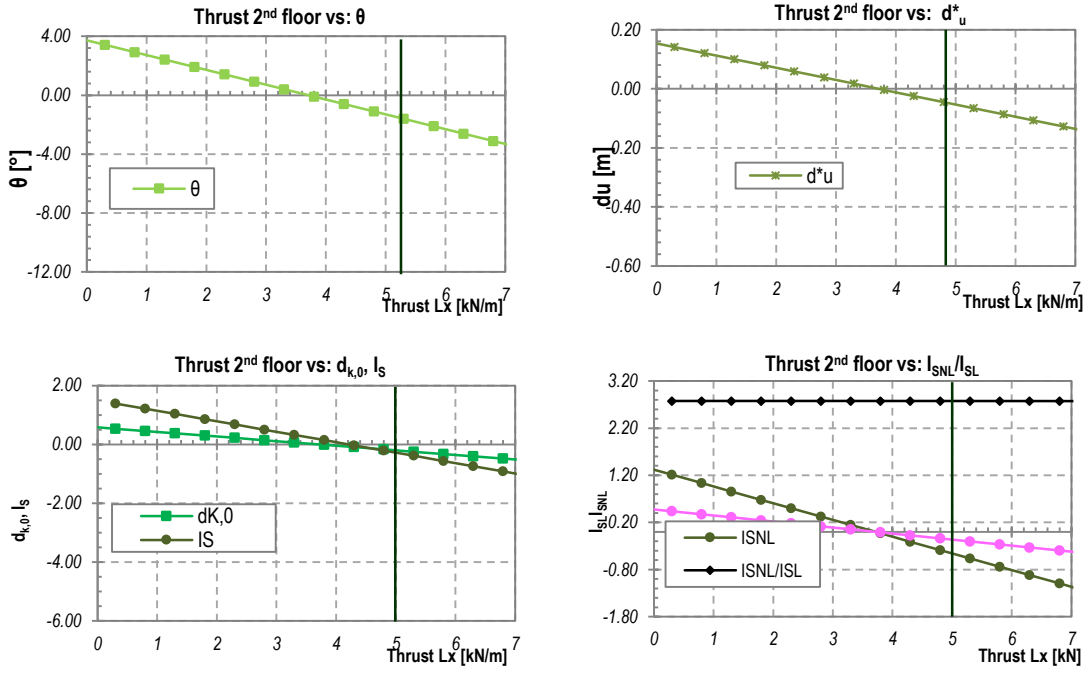 Thrust 2nd floor vs: θ
4.00
0.00
-4.00
-8.00
-12.00
θ [°]
θ
0 1 2 3 4 5 6 7
Thrust Lx [kN/m]
Thrust 2nd floor vs: d*u
0.20
0.00
-0.20
-0.40
-0.60
du [m]
d*u
0 1 2 3 4 5 6 7
Thrust Lx [kN/m]
Thrust 2nd floor vs: dk,0, IS
2.00
0.00
-2.00
-4.00
-6.00
dk,0, IS
dK,0
IS
0 1 2 3 4 5 6 7
Thrust Lx [kN/m]
Thrust 2nd floor vs: ISNL/ISL
3.20
2.20
1.20
0.20
-0.80
-1.80
ISL,ISNL
ISNL
ISNL/ISL
0 1 2 3 4 5 6 7
Thrust Lx [kN]